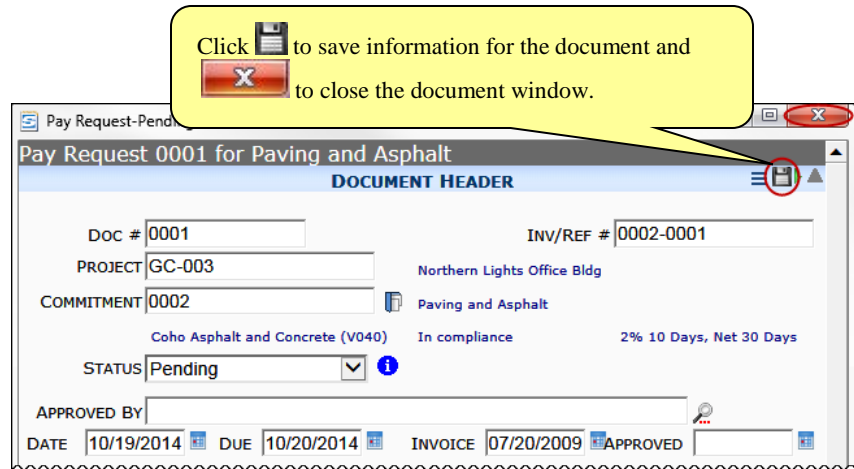 Click to save information for the document and
to close the document window.
Pay Request-Pending
Pay Request 0001 for Paving and Asphalt
DOCUMENT HEADER
DOC # 0001 INV/REF # 0002-0001
PROJECT GC-003 Northern Lights Office Bldg
COMMITMENT 0002 Paving and Asphalt
Coho Asphalt and Concrete (V040) In compliance 2% 10 Days, Net 30 Days
STATUS Pending
APPROVED BY
DATE 10/19/2014 DUE 10/20/2014 INVOICE 07/20/2009 APPROVED